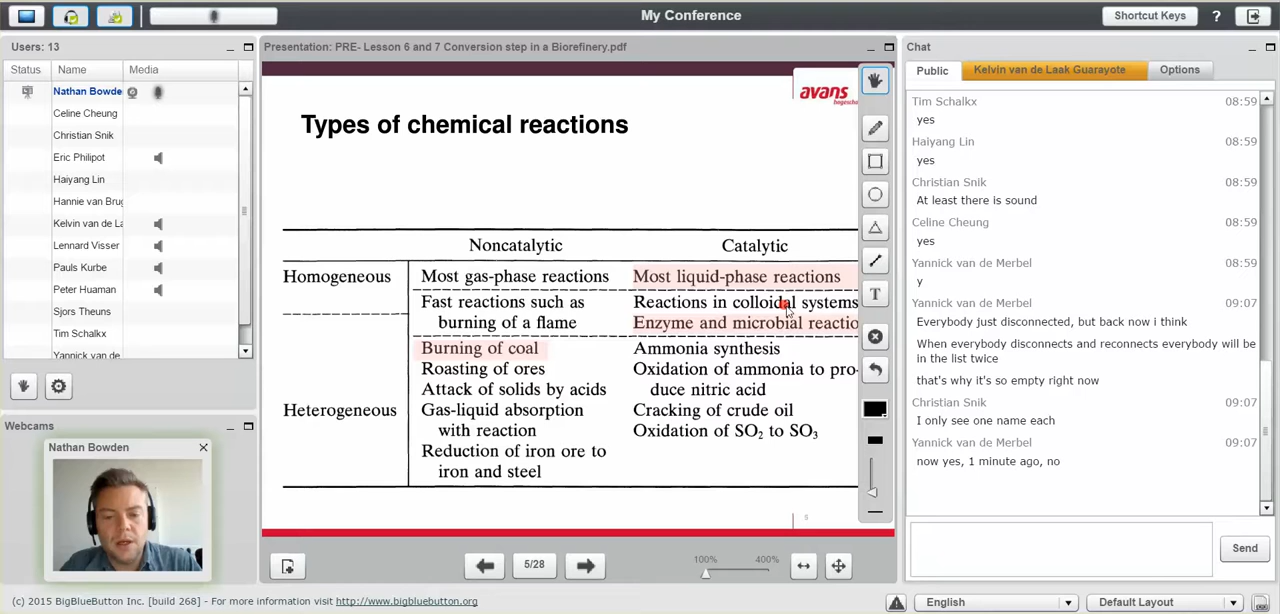 My Conference
Shortcut Keys
?
Users: 13
Status Name Media
Nathan Bowden
Celine Cheung
Christian Snik
Eric Philipot
Haiyang Lin
Hannie van Brug
Kelvin van de La
Lennard Visser
Pauls Kurbe
Peter Huaman
Sjors Theuns
Tim Schalkx
Yannick van de
Webcams
Nathan Bowden
Presentation: PRE- Lesson 6 and 7 Conversion step in a Biorefinery.pdf
avans
hogescho
Types of chemical reactions
Noncatalytic Catalytic
Homogeneous Most gas-phase reactions Most liquid-phase reactions
Fast reactions such as Reactions in colloidal systems
burning of a flame Enzyme and microbial reactio
Burning of coal Ammonia synthesis
Roasting of ores Oxidation of ammonia to pro-
Attack of solids by acids duce nitric acid
Heterogeneous Gas-liquid absorption Cracking of crude oil
with reaction Oxidation of SO₂ to SO₃
Reduction of iron ore to
iron and steel
5
T
5/28
100% 400%
Chat
Public Kelvin van de Laak Guarayote Options
Tim Schalkx 08:59
yes
Haiyang Lin 08:59
yes
Christian Snik 08:59
At least there is sound
Celine Cheung 08:59
yes
Yannick van de Merbel 08:59
y
Yannick van de Merbel 09:07
Everybody just disconnected, but back now i think
When everybody disconnects and reconnects everybody will be
in the list twice
that's why it's so empty right now
Christian Snik 09:07
I only see one name each
Yannick van de Merbel 09:07
now yes, 1 minute ago, no
Send
(c) 2015 BigBlueButton Inc. [build 268] - For more information visit http://www.bigbluebutton.org
English
Default Layout